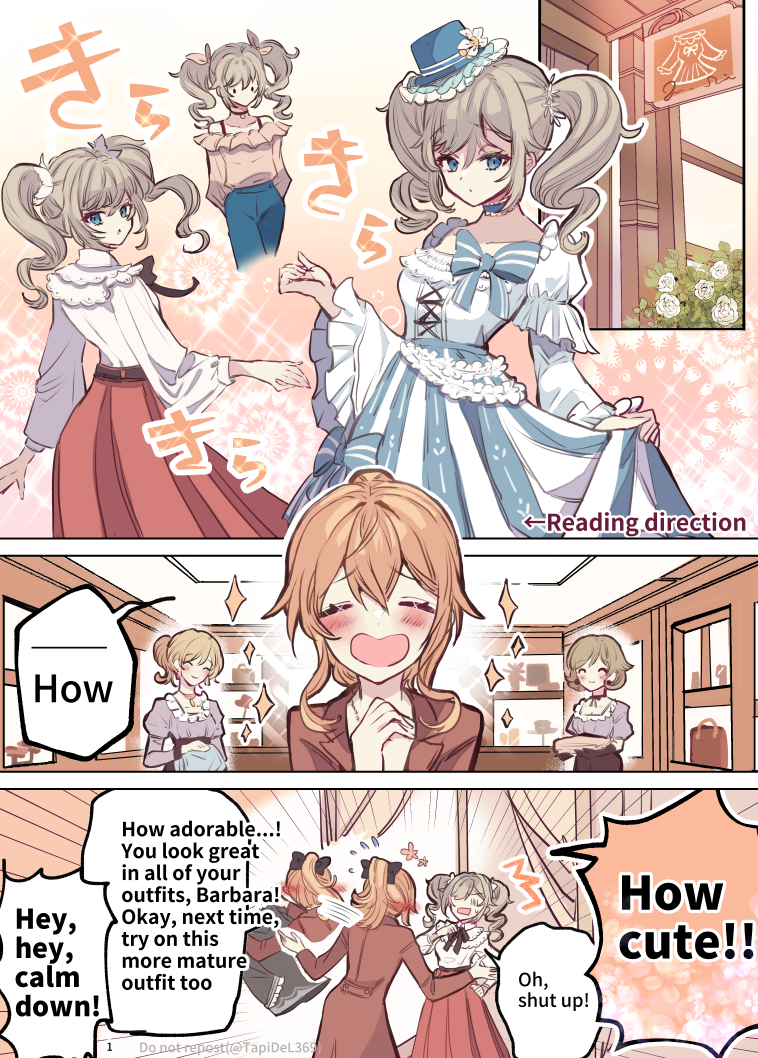 きら
きら
きら
←Reading direction
How
How
cute!!
Oh,
shut up!
How adorable...!
You look great
in all of your
outfits, Barbara!
Okay, next time,
try on this
more mature
outfit too
Hey,
hey,
calm
down!
1
Do not repost(@TapiDeL369)